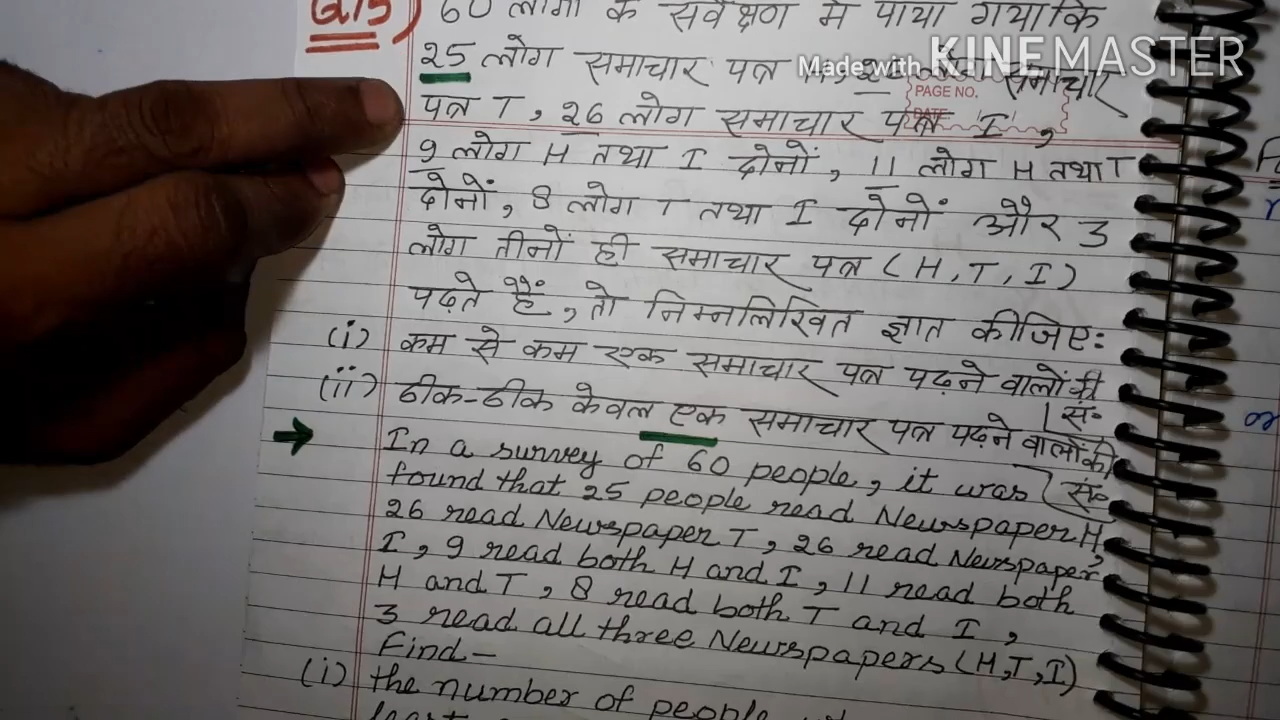 Q15) 60 लोगों के सर्वेक्षण में पाया गया कि
25 लोग समाचार पत्र समाचार
Made with KINEMASTER
PAGE NO.
DATE
पत्र T, 26 लोग समाचार पत्र I,
9 लोग H तथा I दोनों, 11 लोग H तथा T
दोनों, 8 लोग T तथा I दोनों और 3
लोग तीनों ही समाचार पत्र (H, T, I)
पढ़ते हैं, तो निम्नलिखित ज्ञात कीजिए:
(i) कम से कम एक समाचार पत्र पढ़ने वालों की सं॰
(ii) ठीक-ठीक केवल एक समाचार पत्र पढ़ने वालों की सं॰
In a survey of 60 people, it was
found that 25 people read Newspaper H,
26 read Newspaper T, 26 read Newspaper
I, 9 read both H and I, 11 read both
H and T, 8 read both T and I,
3 read all three Newspapers (H,T,I)
Find-
(i) the number of people